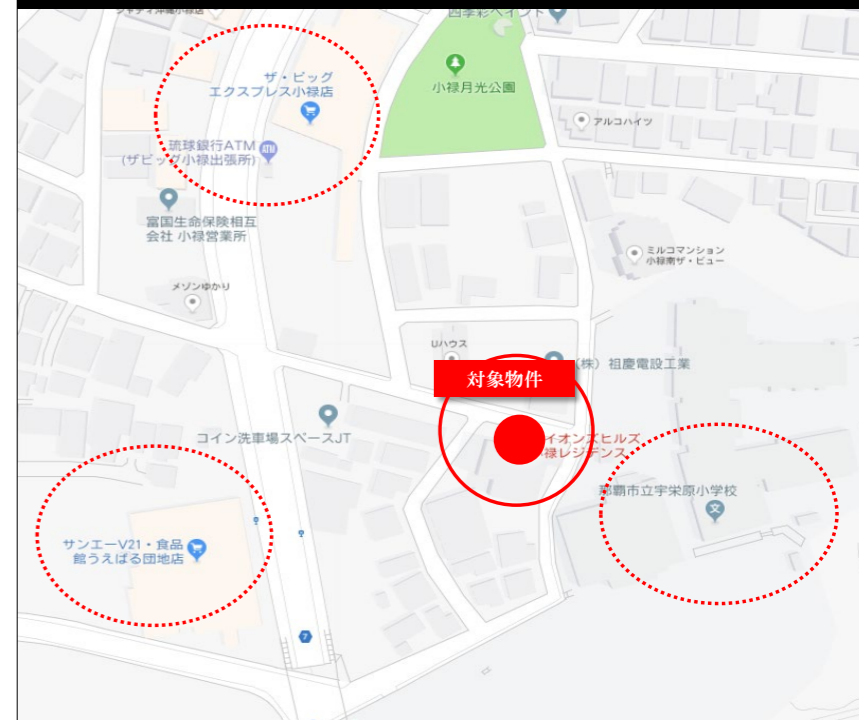 四季彩ペイント
ザ・ビッグ
エクスプレス小禄店
小禄月光公園
アルコハイツ
琉球銀行ATM
(ザビッグ小禄出張所)
ATM
富国生命保険相互
会社 小禄営業所
ミルコマンション
小禄南ザ・ビュー
メゾンゆかり
Uハウス
(株) 祖慶電設工業
対象物件
コイン洗車場スペースJT
イオンズヒルズ
禄レジデンス
那覇市立宇栄原小学校
文
サンエーV21・食品
館うえばる団地店
7